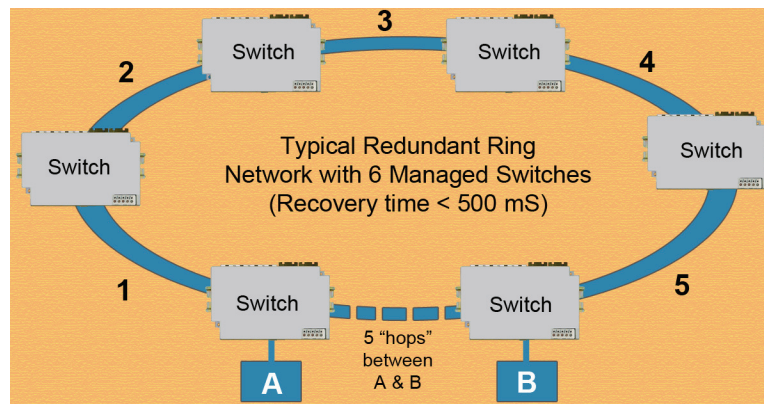 3
Switch
Switch
2
4
Switch
Switch
Typical Redundant Ring
Network with 6 Managed Switches
(Recovery time < 500 mS)
1
5
Switch
Switch
5 “hops”
between
A & B
A
B